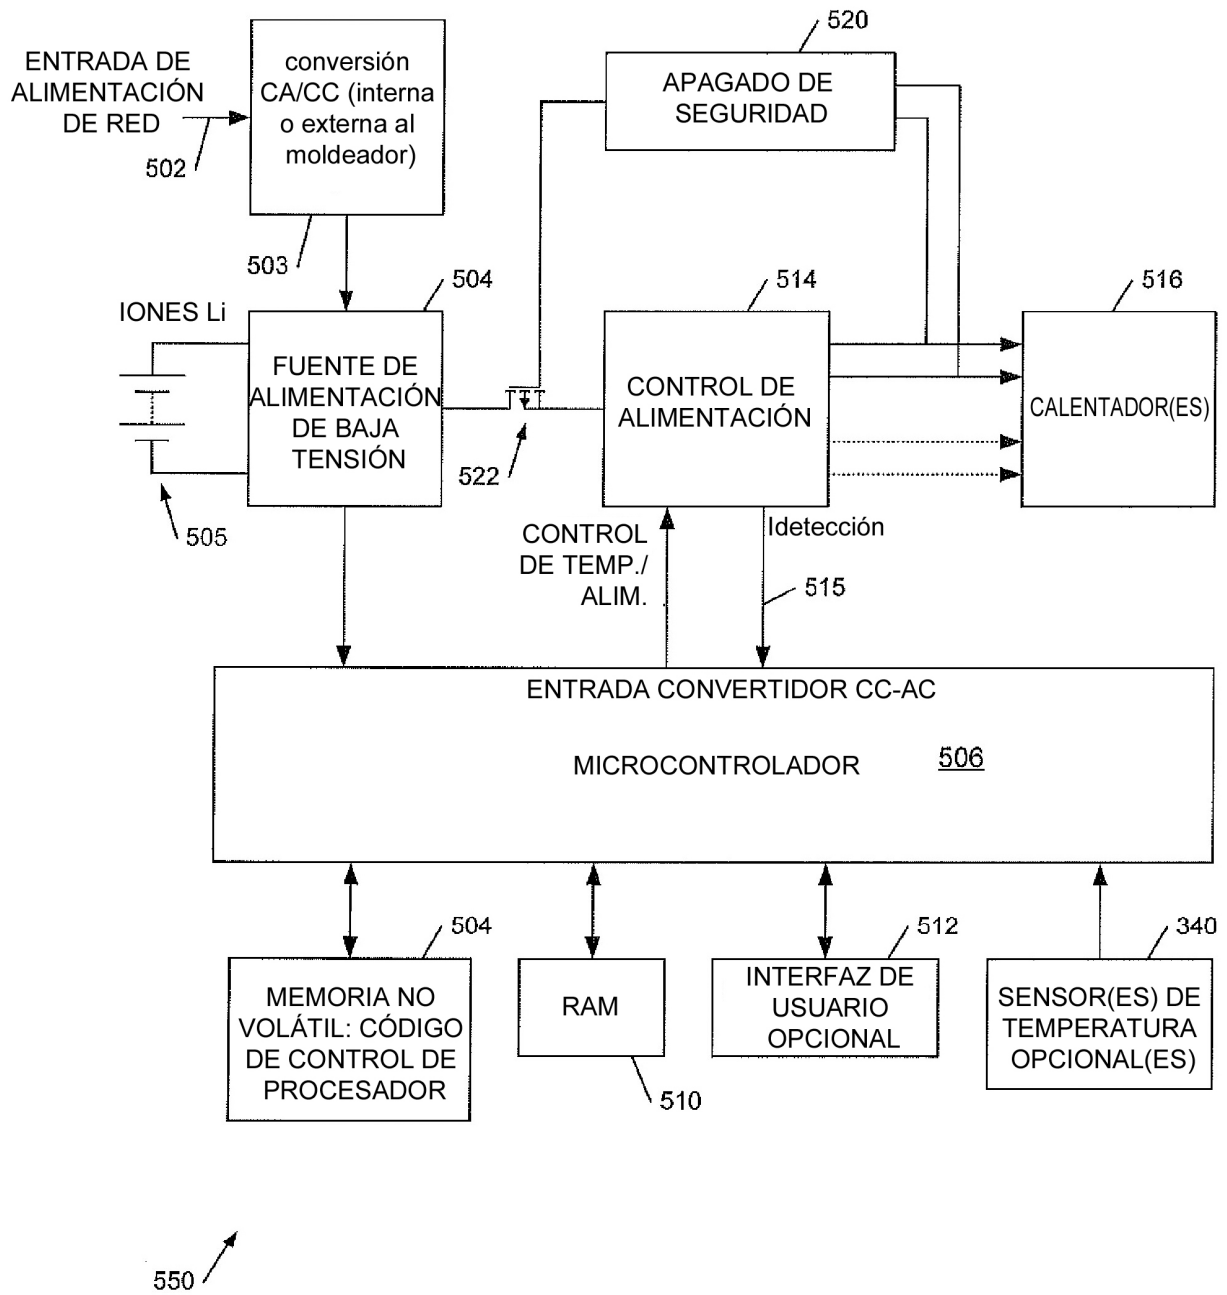 520
ENTRADA DE
ALIMENTACIÓN
DE RED
502
conversión
CA/CC (interna
o externa al
moldeador)
503
APAGADO DE
SEGURIDAD
IONES Li
505
504
FUENTE DE
ALIMENTACIÓN
DE BAJA
TENSIÓN
522
514
CONTROL DE
ALIMENTACIÓN
516
CALENTADOR(ES)
CONTROL
DE TEMP./
ALIM.
Idetección
515
ENTRADA CONVERTIDOR CC-AC
MICROCONTROLADOR
506
504
MEMORIA NO
VOLÁTIL: CÓDIGO
DE CONTROL DE
PROCESADOR
RAM
510
512
INTERFAZ DE
USUARIO
OPCIONAL
340
SENSOR(ES) DE
TEMPERATURA
OPCIONAL(ES)
550